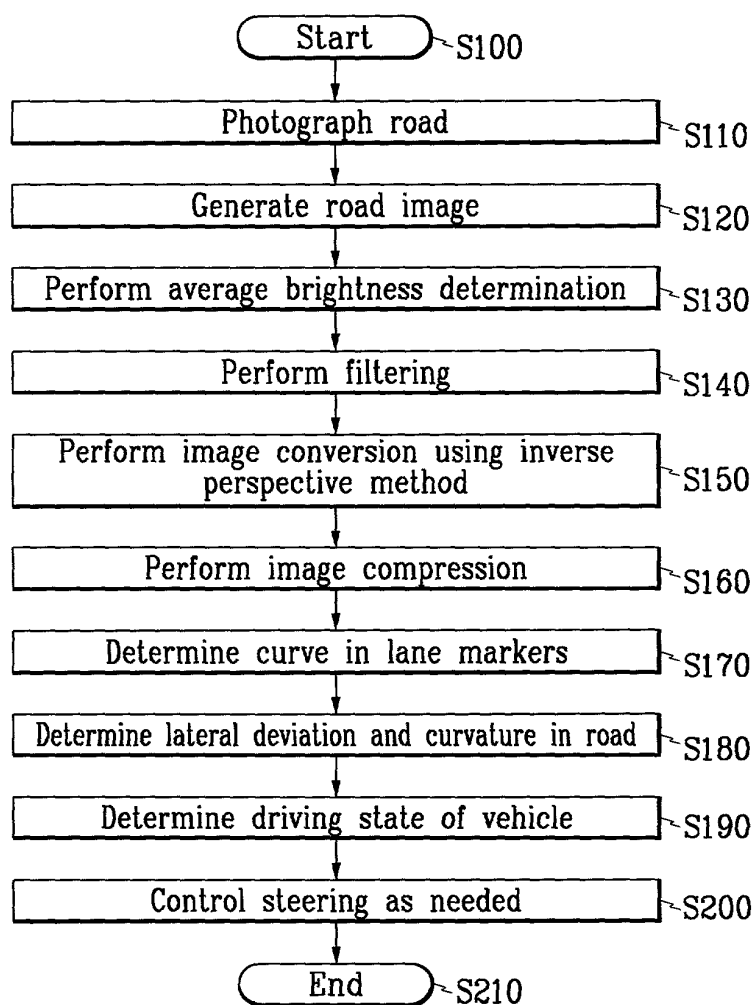 Start
S100
Photograph road
S110
Generate road image
S120
Perform average brightness determination
S130
Perform filtering
S140
Perform image conversion using inverse
perspective method
S150
Perform image compression
S160
Determine curve in lane markers
S170
Determine lateral deviation and curvature in road
S180
Determine driving state of vehicle
S190
Control steering as needed
S200
End
S210